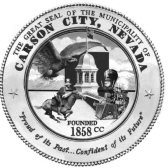 THE GREAT SEAL OF THE MUNICIPALITY OF
CARSON CITY, NEVADA
FOUNDED
1858 CC
"Proud of its Past...Confident of its Future"